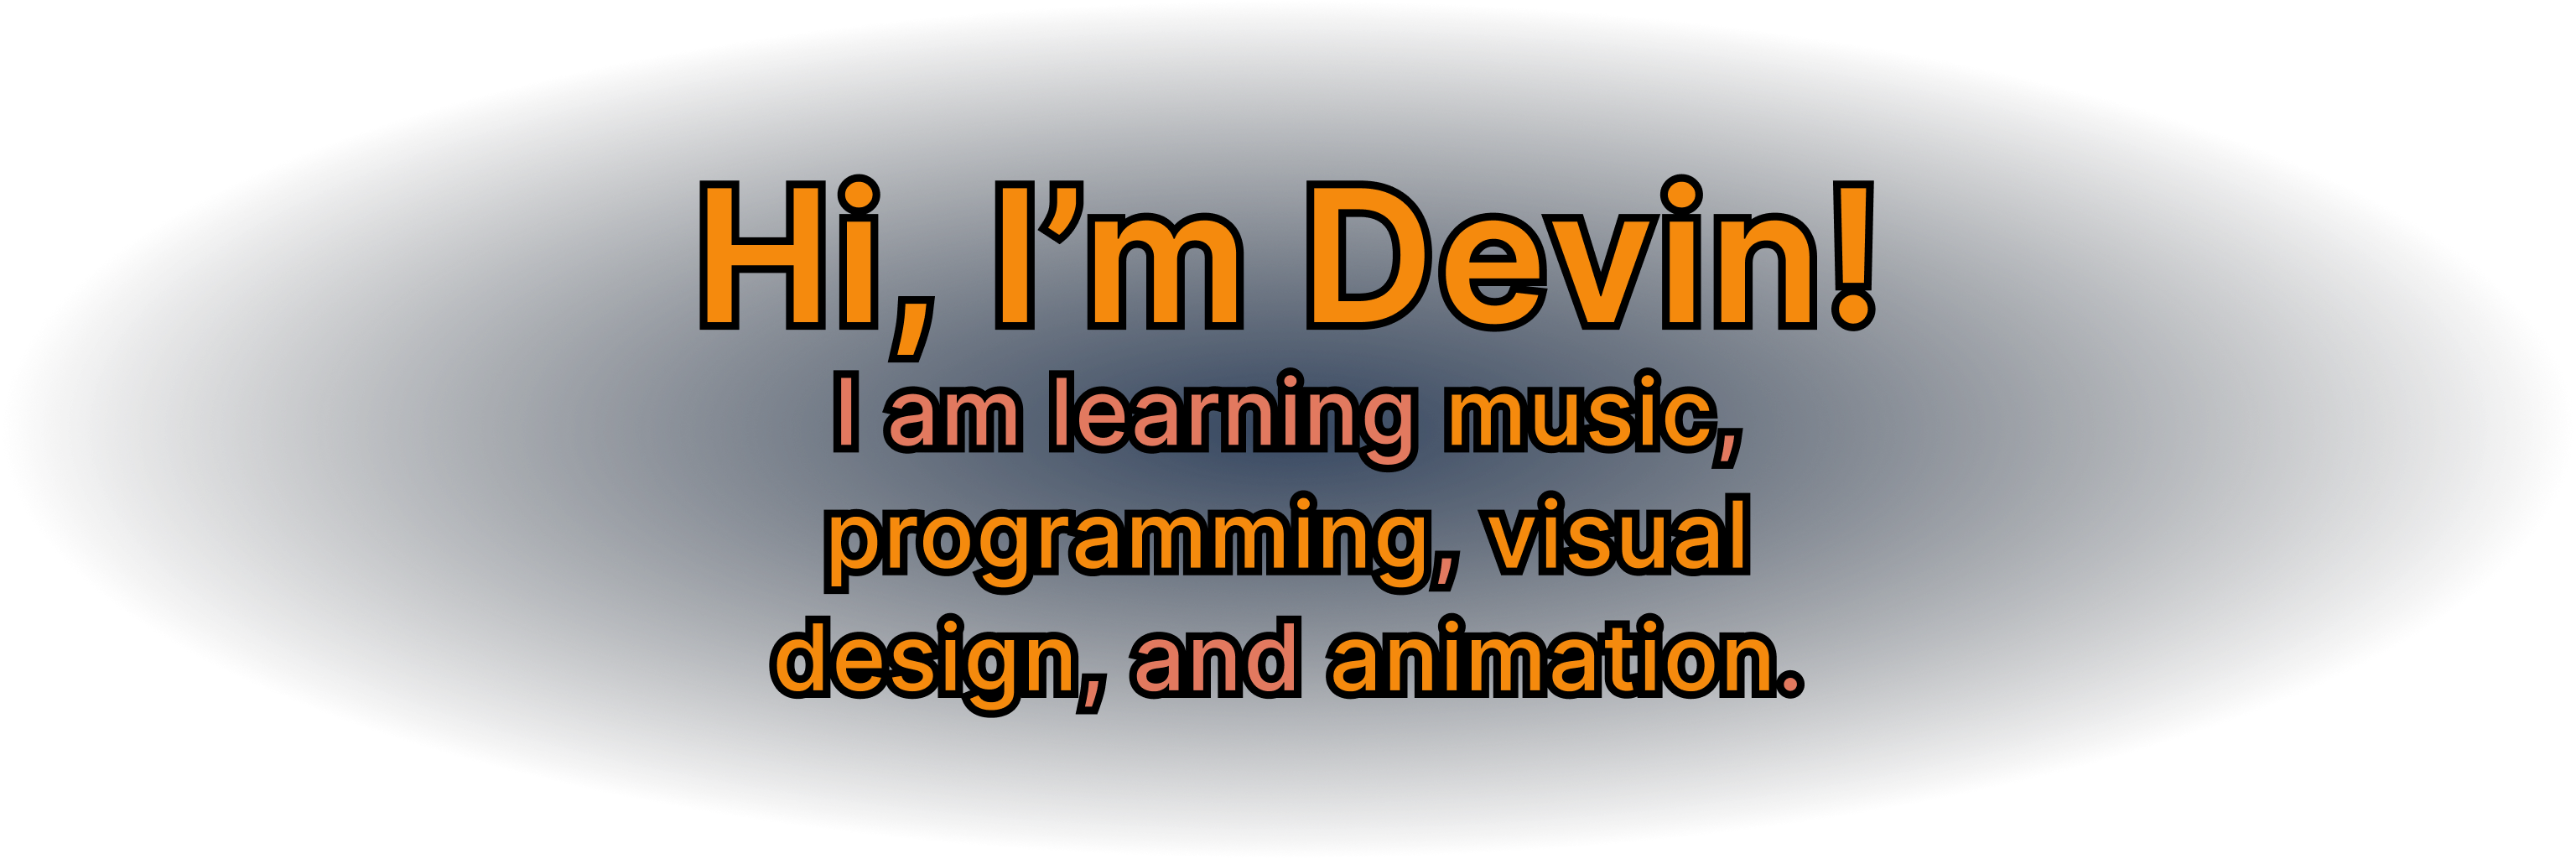 Hi, I’m Devin!
I am learning music,
programming, visual
design, and animation.